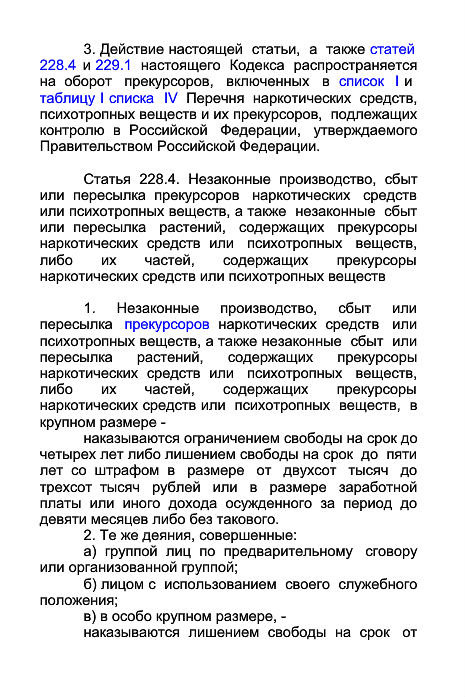 3. Действие настоящей статьи, а также статей
228.4 и 229.1 настоящего Кодекса распространяется
на оборот прекурсоров, включенных в список I и
таблицу I списка IV Перечня наркотических средств,
психотропных веществ и их прекурсоров, подлежащих
контролю в Российской Федерации, утверждаемого
Правительством Российской Федерации.
Статья 228.4. Незаконные производство, сбыт
или пересылка прекурсоров наркотических средств
или психотропных веществ, а также незаконные сбыт
или пересылка растений, содержащих прекурсоры
наркотических средств или психотропных веществ,
либо их частей, содержащих прекурсоры
наркотических средств или психотропных веществ
1. Незаконные производство, сбыт или
пересылка прекурсоров наркотических средств или
психотропных веществ, а также незаконные сбыт или
пересылка растений, содержащих прекурсоры
наркотических средств или психотропных веществ,
либо их частей, содержащих прекурсоры
наркотических средств или психотропных веществ, в
крупном размере -
наказываются ограничением свободы на срок до
четырех лет либо лишением свободы на срок до пяти
лет со штрафом в размере от двухсот тысяч до
трехсот тысяч рублей или в размере заработной
платы или иного дохода осужденного за период до
девяти месяцев либо без такового.
2. Те же деяния, совершенные:
а) группой лиц по предварительному сговору
или организованной группой;
б) лицом с использованием своего служебного
положения;
в) в особо крупном размере, -
наказываются лишением свободы на срок от